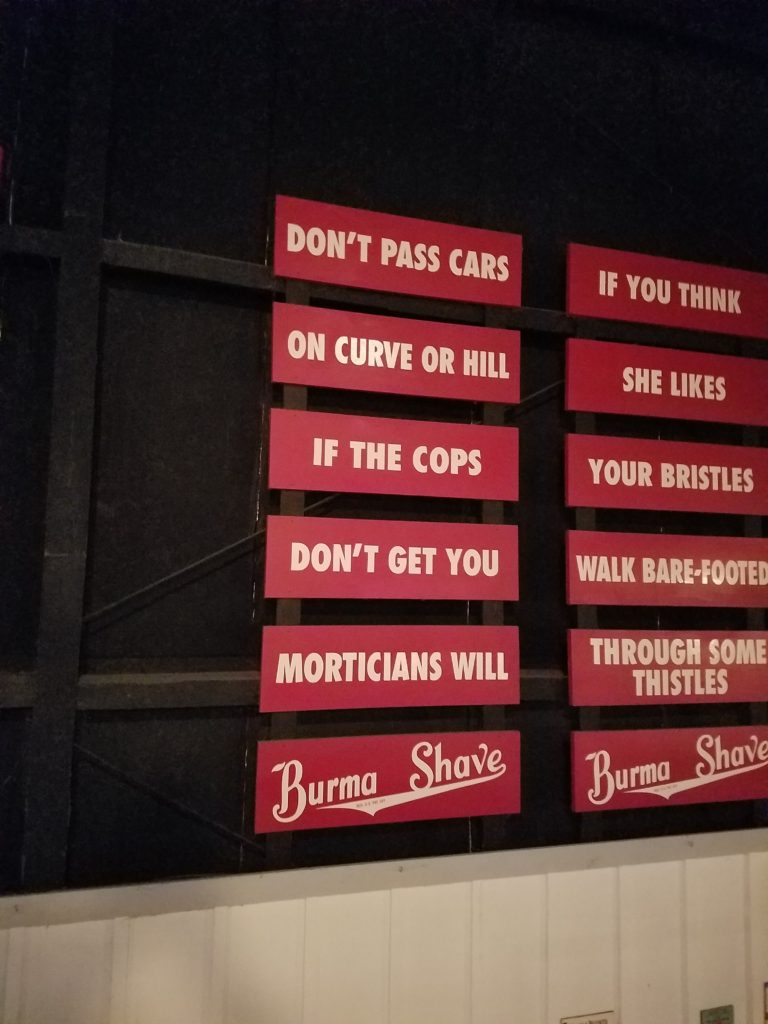 DON'T PASS CARS
ON CURVE OR HILL
IF THE COPS
DON'T GET YOU
MORTICIANS WILL
Burma Shave
IF YOU THINK
SHE LIKES
YOUR BRISTLES
WALK BARE-FOOTED
THROUGH SOME
THISTLES
Burma Shave